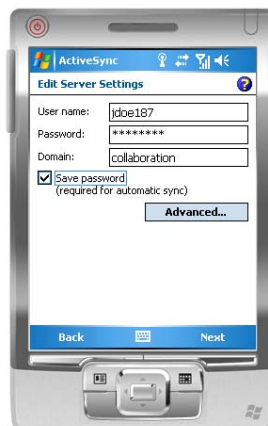 ActiveSync
Edit Server Settings
User name: jdoe187
Password: ********
Domain: collaboration
Save password
(required for automatic sync)
Advanced...
Back Next